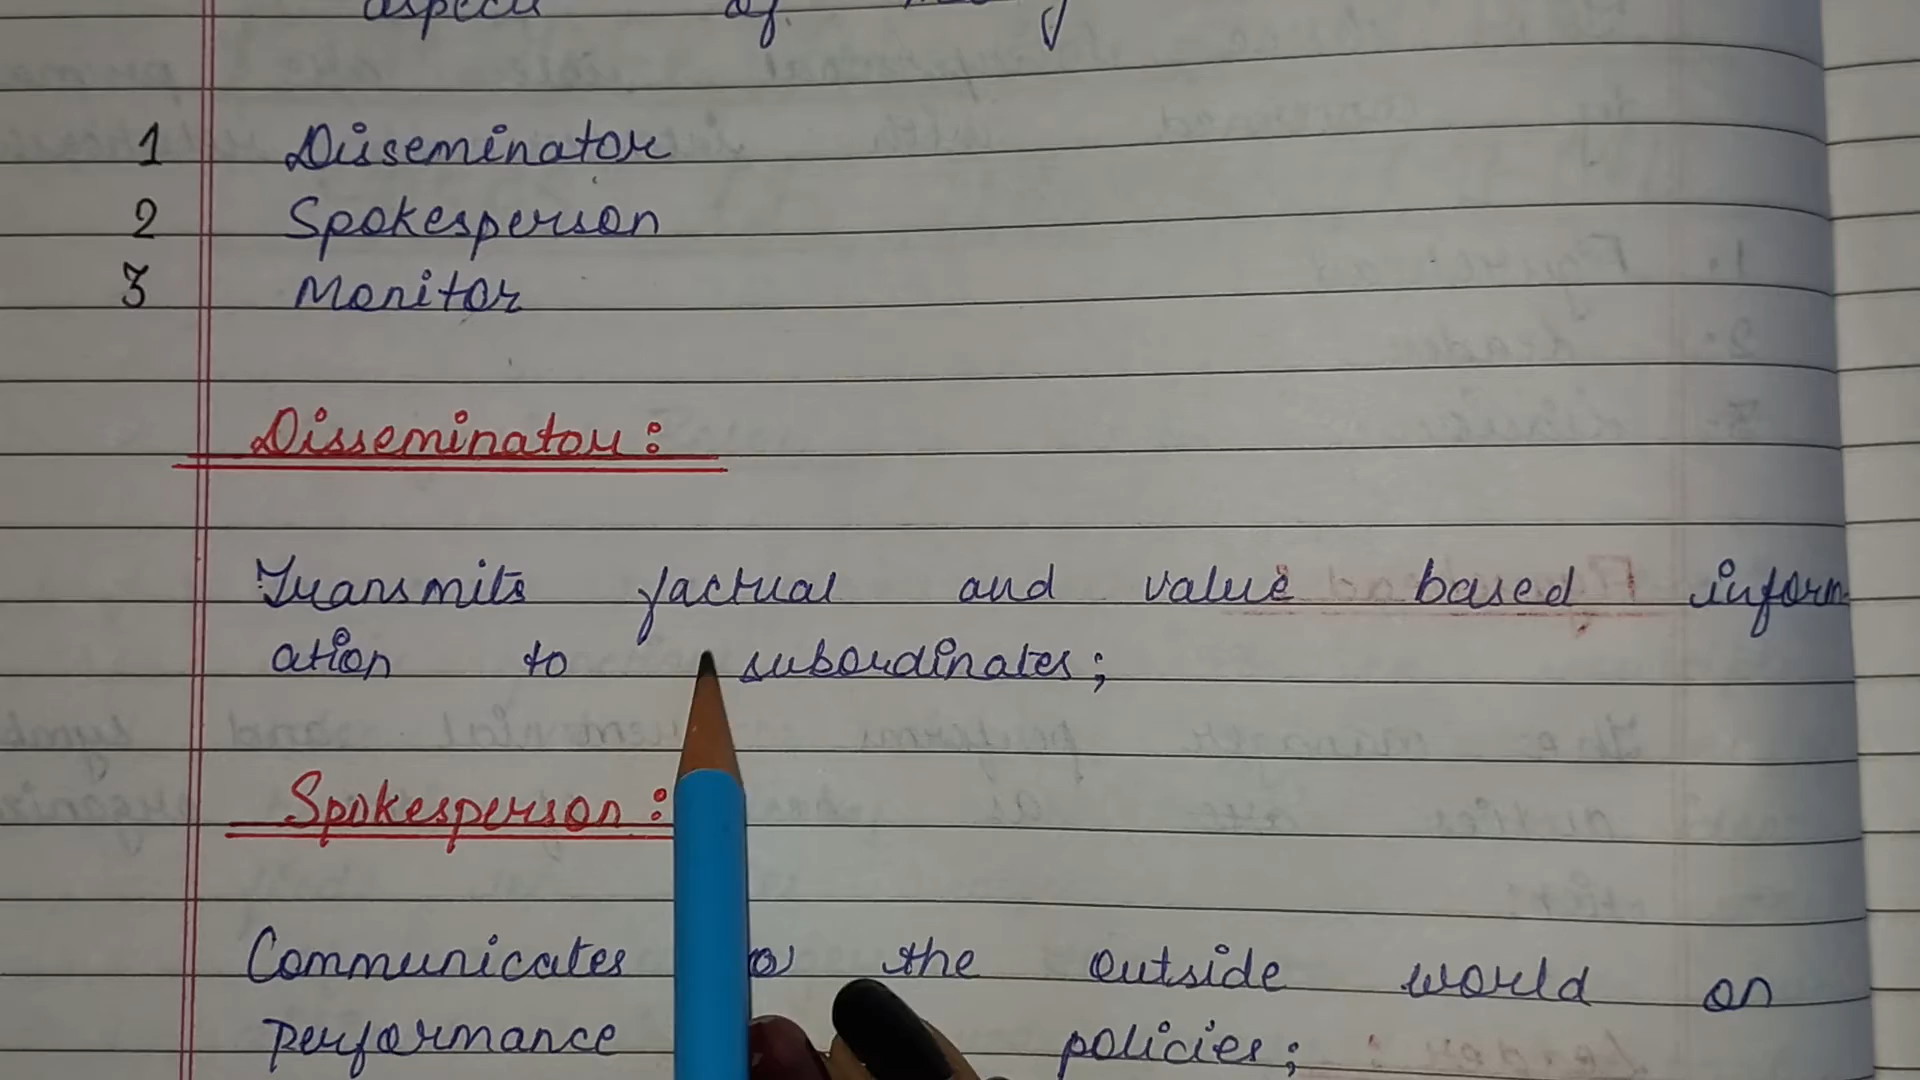 of
1 Disseminator
2 Spokesperson
3 Monitor
Disseminator:
Transmits factual and value based inform
ation to subordinates;
Spokesperson:
Communicates the outside world on
performance policies;